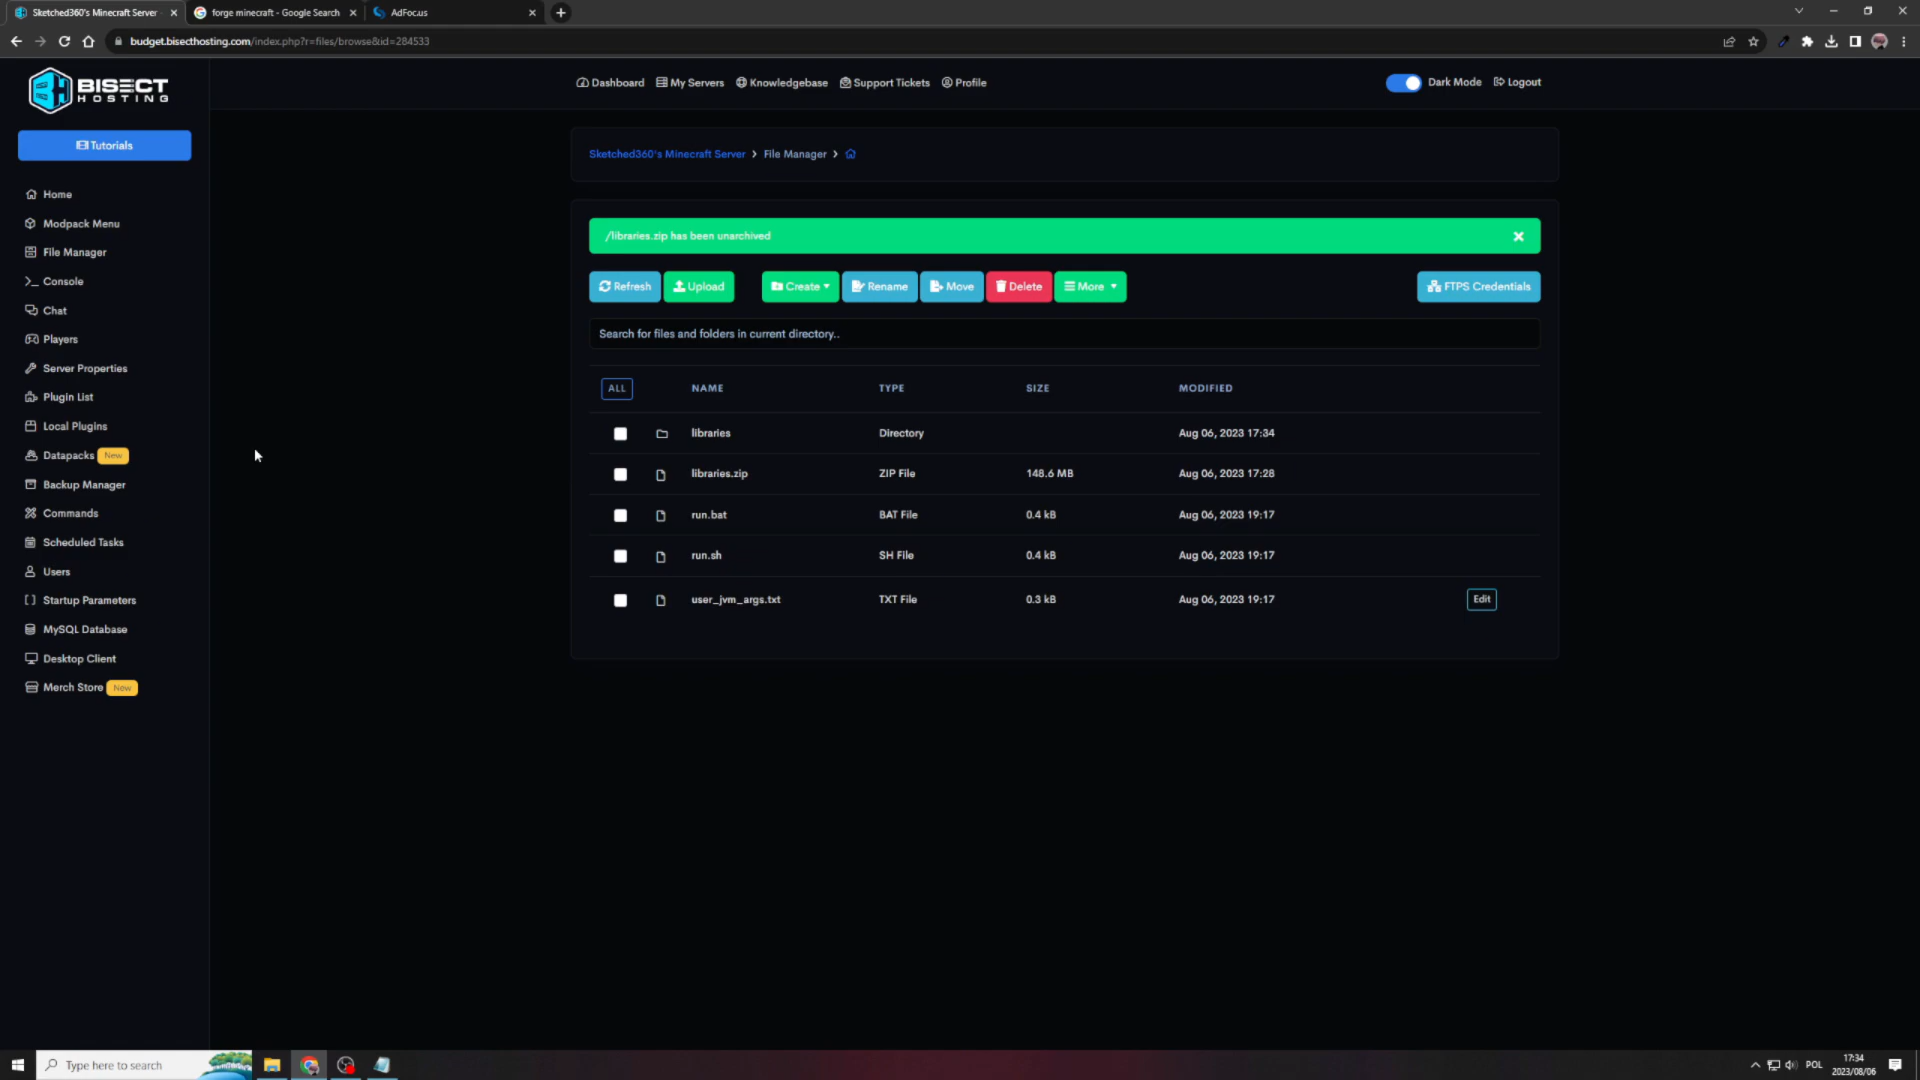 Sketched360's Minecraft Server
forge minecraft - Google Search
AdFoc.us
budget.bisecthosting.com/index.php?r=files/browse&id=284533
BISECT
HOSTING
Dashboard My Servers Knowledgebase Support Tickets Profile
Dark Mode Logout
Tutorials
Home
Modpack Menu
File Manager
Console
Chat
Players
Server Properties
Plugin List
Local Plugins
Datapacks New
Backup Manager
Commands
Scheduled Tasks
Users
Startup Parameters
MySQL Database
Desktop Client
Merch Store New
Sketched360's Minecraft Server > File Manager >
/libraries.zip has been unarchived
Refresh Upload Create Rename Move Delete More FTPS Credentials
Search for files and folders in current directory..
ALL NAME TYPE SIZE MODIFIED
libraries Directory Aug 06, 2023 17:34
libraries.zip ZIP File 148.6 MB Aug 06, 2023 17:28
run.bat BAT File 0.4 kB Aug 06, 2023 19:17
run.sh SH File 0.4 kB Aug 06, 2023 19:17
user_jvm_args.txt TXT File 0.3 kB Aug 06, 2023 19:17 Edit
Type here to search
POL
17:34
2023/08/06